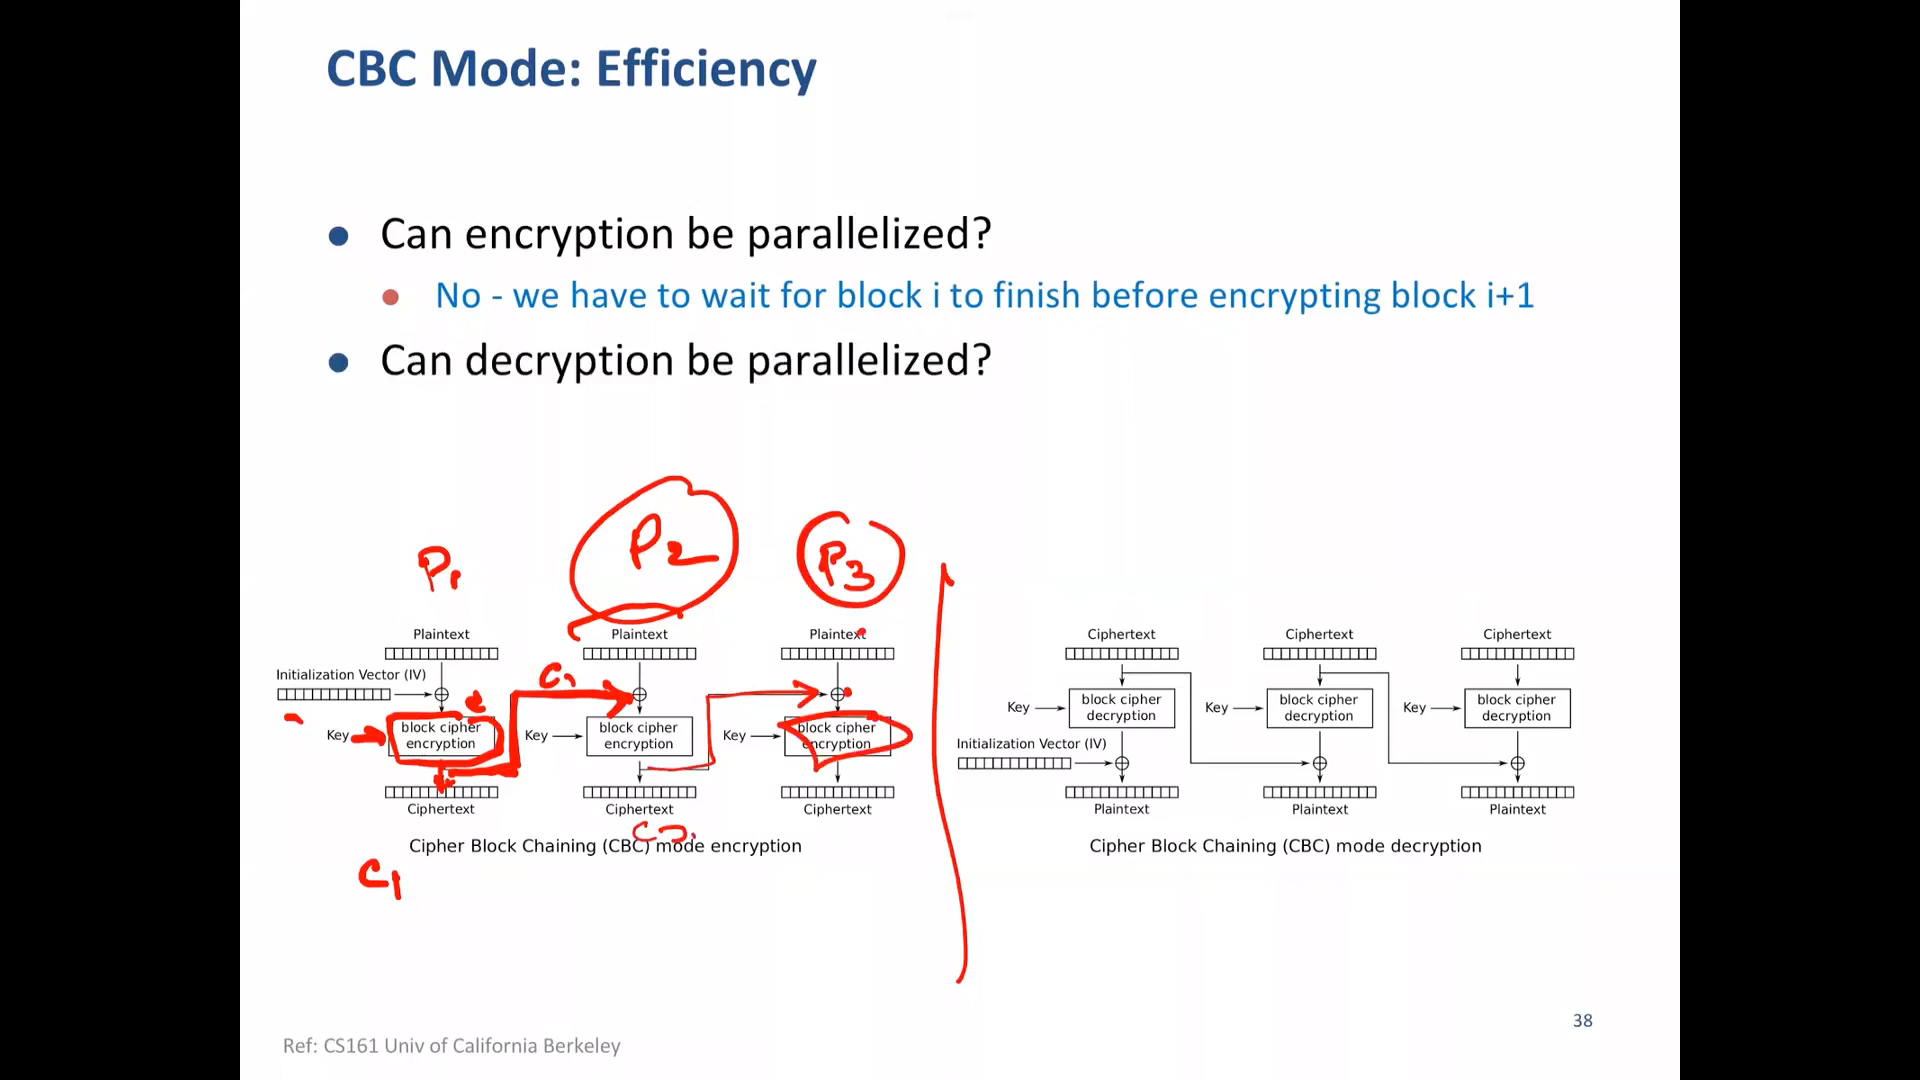 CBC Mode: Efficiency
Can encryption be parallelized?
No - we have to wait for block i to finish before encrypting block i+1
Can decryption be parallelized?
P1
P2
P3
Plaintext
Plaintext
Plaintext
Initialization Vector (IV)
C1
Key
block cipher
encryption
Key
block cipher
encryption
Key
block cipher
encryption
Ciphertext
Ciphertext
Ciphertext
Cipher Block Chaining (CBC) mode encryption
C1
Ciphertext
Ciphertext
Ciphertext
Key
block cipher
decryption
Key
block cipher
decryption
Key
block cipher
decryption
Initialization Vector (IV)
Plaintext
Plaintext
Plaintext
Cipher Block Chaining (CBC) mode decryption
38
Ref: CS161 Univ of California Berkeley